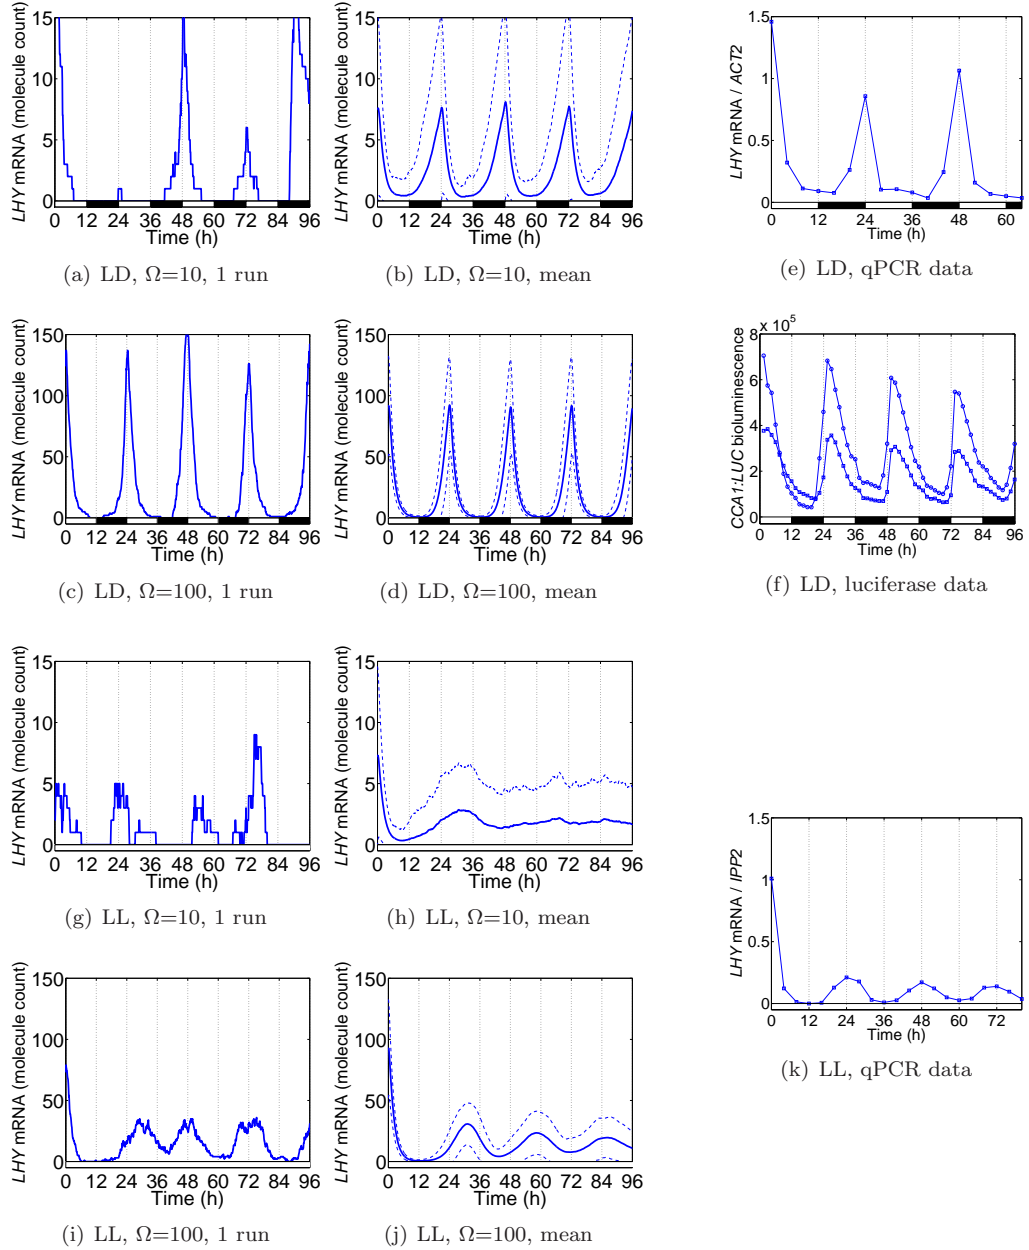 LHY mRNA (molecule count)
15
10
5
0
0 12 24 36 48 60 72 84 96
Time (h)
(a) LD, Ω=10, 1 run
LHY mRNA (molecule count)
15
10
5
0
0 12 24 36 48 60 72 84 96
Time (h)
(b) LD, Ω=10, mean
LHY mRNA / ACT2
1.5
1
0.5
0
0 12 24 36 48 60
Time (h)
(e) LD, qPCR data
LHY mRNA (molecule count)
150
100
50
0
0 12 24 36 48 60 72 84 96
Time (h)
(c) LD, Ω=100, 1 run
LHY mRNA (molecule count)
150
100
50
0
0 12 24 36 48 60 72 84 96
Time (h)
(d) LD, Ω=100, mean
CCA1:LUC bioluminescence
x 10^5
8
6
4
2
0
0 12 24 36 48 60 72 84 96
Time (h)
(f) LD, luciferase data
LHY mRNA (molecule count)
15
10
5
0
0 12 24 36 48 60 72 84 96
Time (h)
(g) LL, Ω=10, 1 run
LHY mRNA (molecule count)
15
10
5
0
0 12 24 36 48 60 72 84 96
Time (h)
(h) LL, Ω=10, mean
LHY mRNA / IPP2
1.5
1
0.5
0
0 12 24 36 48 60 72
Time (h)
(k) LL, qPCR data
LHY mRNA (molecule count)
150
100
50
0
0 12 24 36 48 60 72 84 96
Time (h)
(i) LL, Ω=100, 1 run
LHY mRNA (molecule count)
150
100
50
0
0 12 24 36 48 60 72 84 96
Time (h)
(j) LL, Ω=100, mean